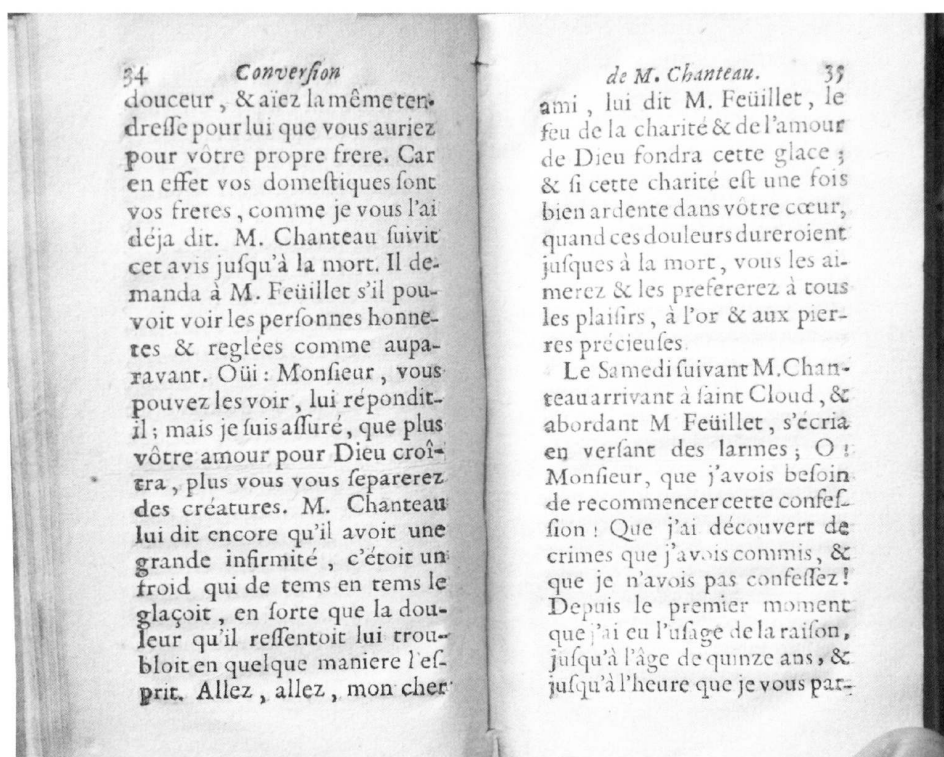 34 Converſion
douceur, & aïez la même ten-
dreſſe pour lui que vous auriez
pour vôtre propre frere. Car
en effet vos domeſtiques ſont
vos freres, comme je vous l'ai
déja dit. M. Chanteau ſuivit
cet avis juſqu'à la mort. Il de-
manda à M. Feüillet s'il pou-
voit voir les perſonnes honnê-
tes & reglées comme aupa-
ravant. Oüi : Monſieur, vous
pouvez les voir, lui répondit-
il ; mais je ſuis aſſuré, que plus
vôtre amour pour Dieu croî-
tra, plus vous vous ſeparerez
des créatures. M. Chanteau
lui dit encore qu'il avoit une
grande infirmité, c'étoit un
froid qui de tems en tems le
glaçoit, en ſorte que la dou-
leur qu'il reſſentoit lui trou-
bloit en quelque maniere l'eſ-
prit. Allez, allez, mon cher
de M. Chanteau. 35
ami, lui dit M. Feüillet, le
feu de la charité & de l'amour
de Dieu fondra cette glace ;
& ſi cette charité eſt une fois
bien ardente dans vôtre cœur,
quand ces douleurs dureroient
juſques à la mort, vous les ai-
merez & les prefererez à tous
les plaiſirs, à l'or & aux pier-
res précieuſes.
Le Samedi ſuivant M. Chan-
teau arrivant à ſaint Cloud, &
abordant M Feüillet, s'écria
en verſant des larmes ; O !
Monſieur, que j'avois beſoin
de recommencer cette confeſ-
ſion ! Que j'ai découvert de
crimes que j'avois commis, &
que je n'avois pas confeſſez !
Depuis le premier moment
que j'ai eu l'uſage de la raiſon,
juſqu'à l'âge de quinze ans, &
juſqu'à l'heure que je vous par-